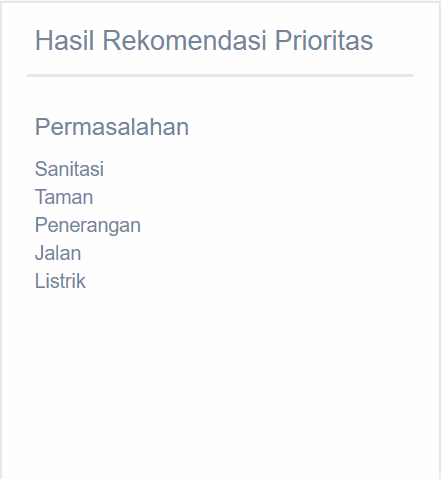 Hasil Rekomendasi Prioritas
Permasalahan
Sanitasi
Taman
Penerangan
Jalan
Listrik